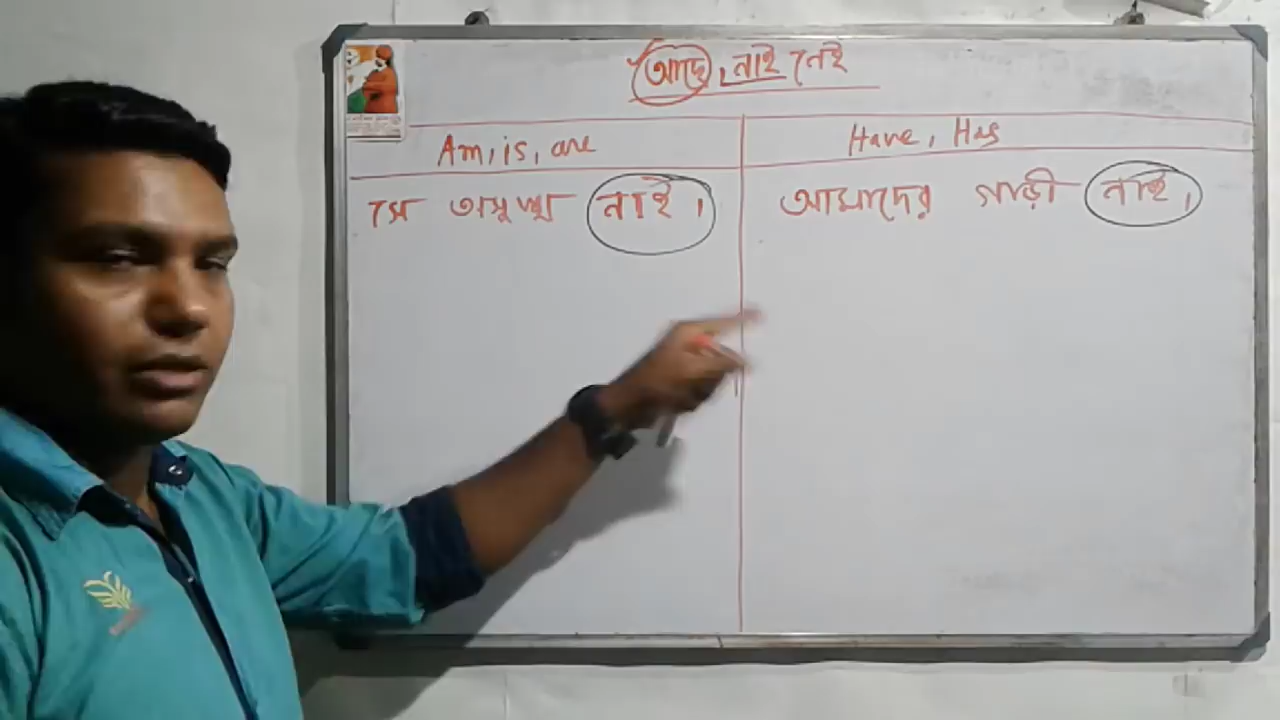 আছে, নাই নেই
Am, is, are
Have, Has
সে অসুস্থ নাই।
আমাদের গাড়ী নাই।